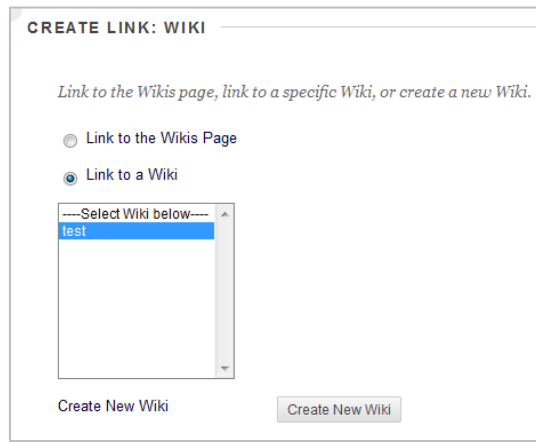 CREATE LINK: WIKI
Link to the Wikis page, link to a specific Wiki, or create a new Wiki.
Link to the Wikis Page
Link to a Wiki
----Select Wiki below----
test
Create New Wiki Create New Wiki